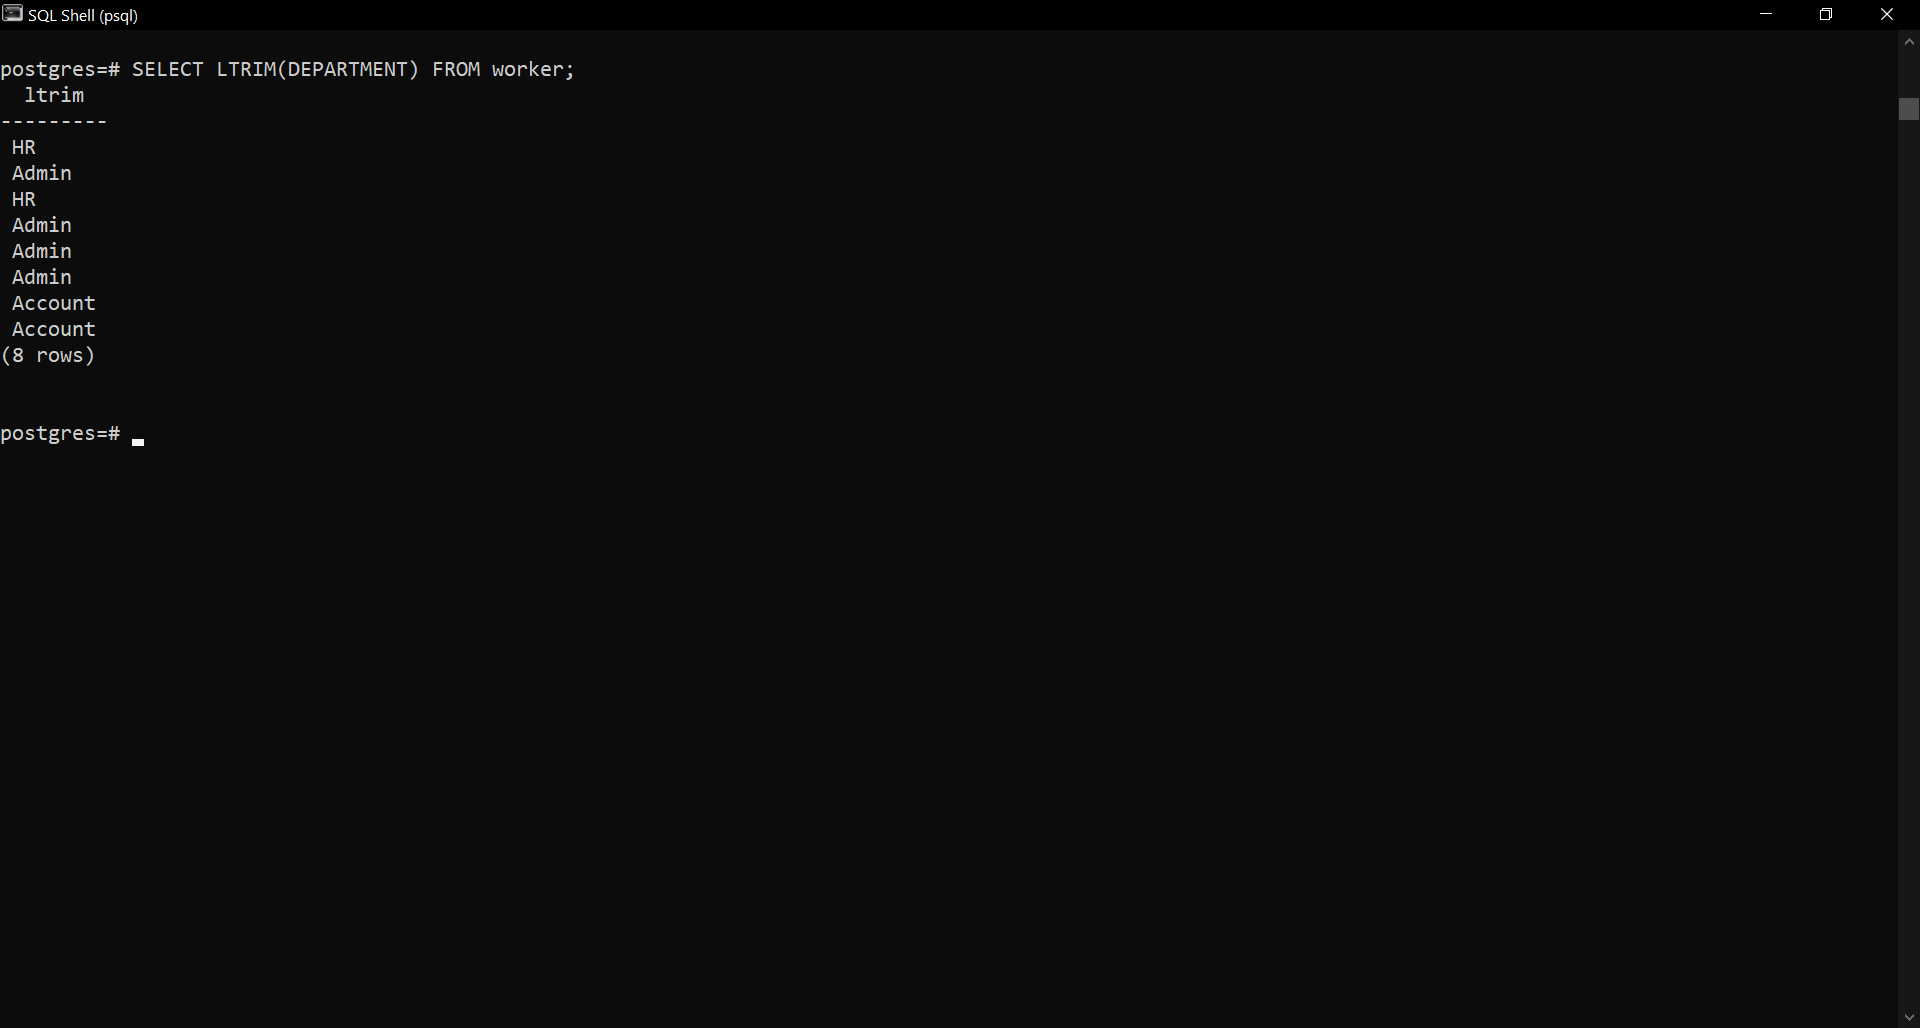 SQL Shell (psql)
postgres=# SELECT LTRIM(DEPARTMENT) FROM worker;
  ltrim
---------
 HR
 Admin
 HR
 Admin
 Admin
 Admin
 Account
 Account
(8 rows)
postgres=#